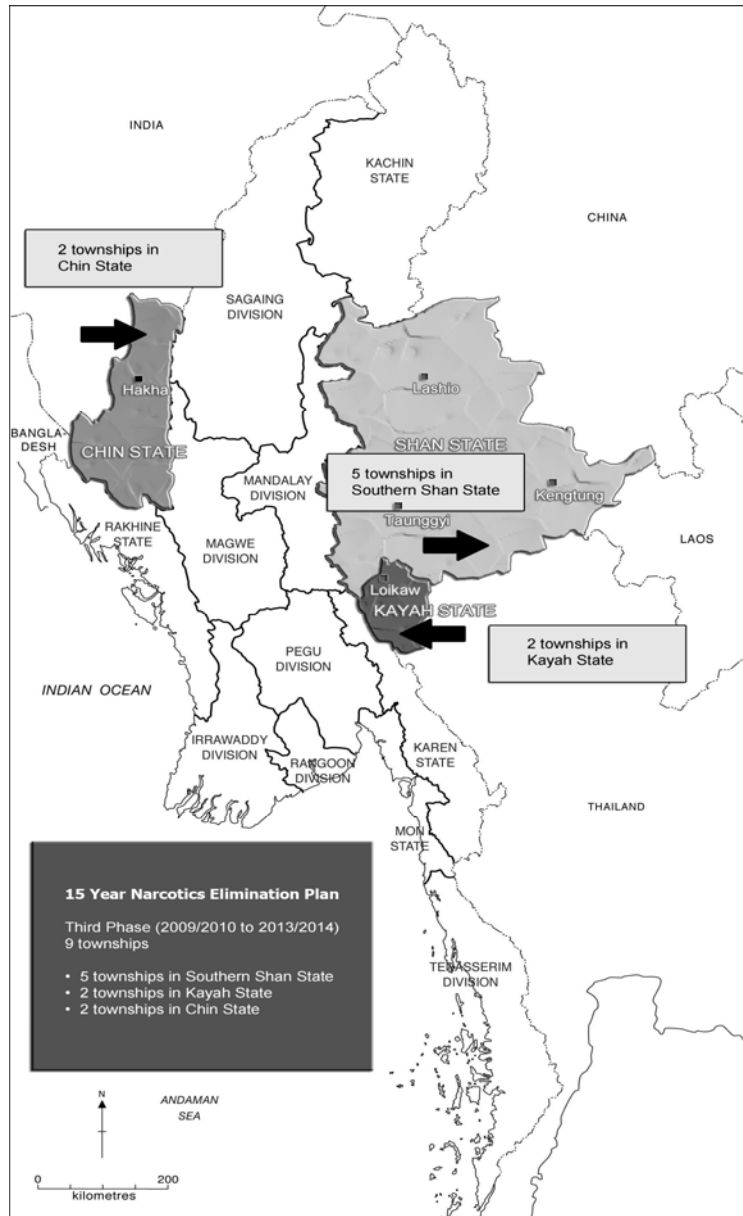 INDIA
KACHIN
STATE
CHINA
2 townships in
Chin State
SAGAING
DIVISION
Hakha
Lashio
BANGLA-
DESH
CHIN STATE
SHAN STATE
MANDALAY
DIVISION
5 townships in
Southern Shan State
Kengtung
Taunggyi
RAKHINE
STATE
MAGWE
DIVISION
LAOS
Loikaw
KAYAH STATE
2 townships in
Kayah State
PEGU
DIVISION
INDIAN OCEAN
IRRAWADDY
DIVISION
RANGOON
DIVISION
KAREN
STATE
THAILAND
MON
STATE
15 Year Narcotics Elimination Plan
Third Phase (2009/2010 to 2013/2014)
9 townships
• 5 townships in Southern Shan State
• 2 townships in Kayah State
• 2 townships in Chin State
TENASSERIM
DIVISION
N
ANDAMAN
SEA
0 200
kilometres